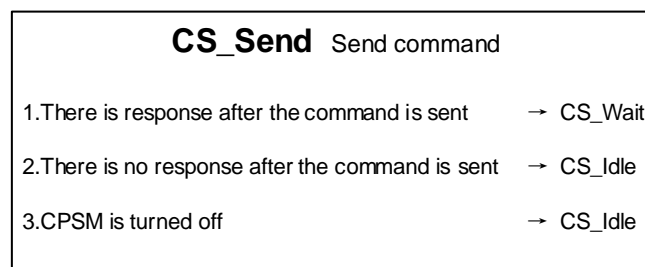 CS_Send Send command
1.There is response after the command is sent → CS_Wait
2.There is no response after the command is sent → CS_Idle
3.CPSM is turned off → CS_Idle